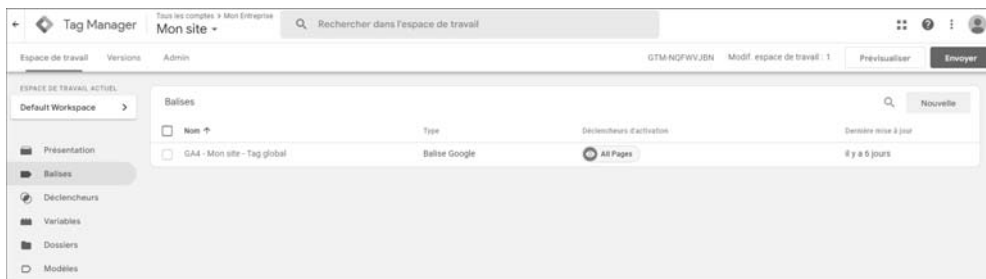 Tous les comptes > Mon Entreprise
Tag Manager Mon site Rechercher dans l'espace de travail
Espace de travail Versions Admin GTM-NQFWVJBN Modif. espace de travail : 1 Prévisualiser Envoyer
ESPACE DE TRAVAIL ACTUEL
Default Workspace >
Balises Nouvelle
Nom ↑ Type Déclencheurs d'activation Dernière mise à jour
GA4 - Mon site - Tag global Balise Google All Pages il y a 6 jours
Présentation
Balises
Déclencheurs
Variables
Dossiers
Modèles